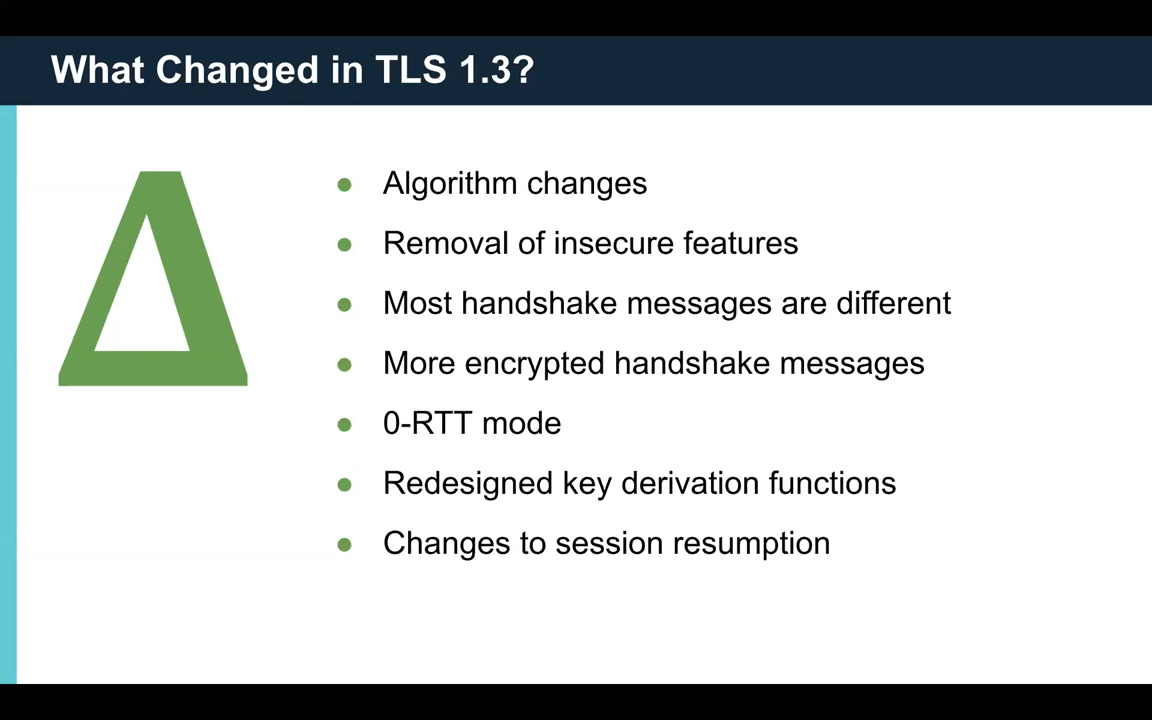 What Changed in TLS 1.3?
Δ
● Algorithm changes
● Removal of insecure features
● Most handshake messages are different
● More encrypted handshake messages
● 0-RTT mode
● Redesigned key derivation functions
● Changes to session resumption